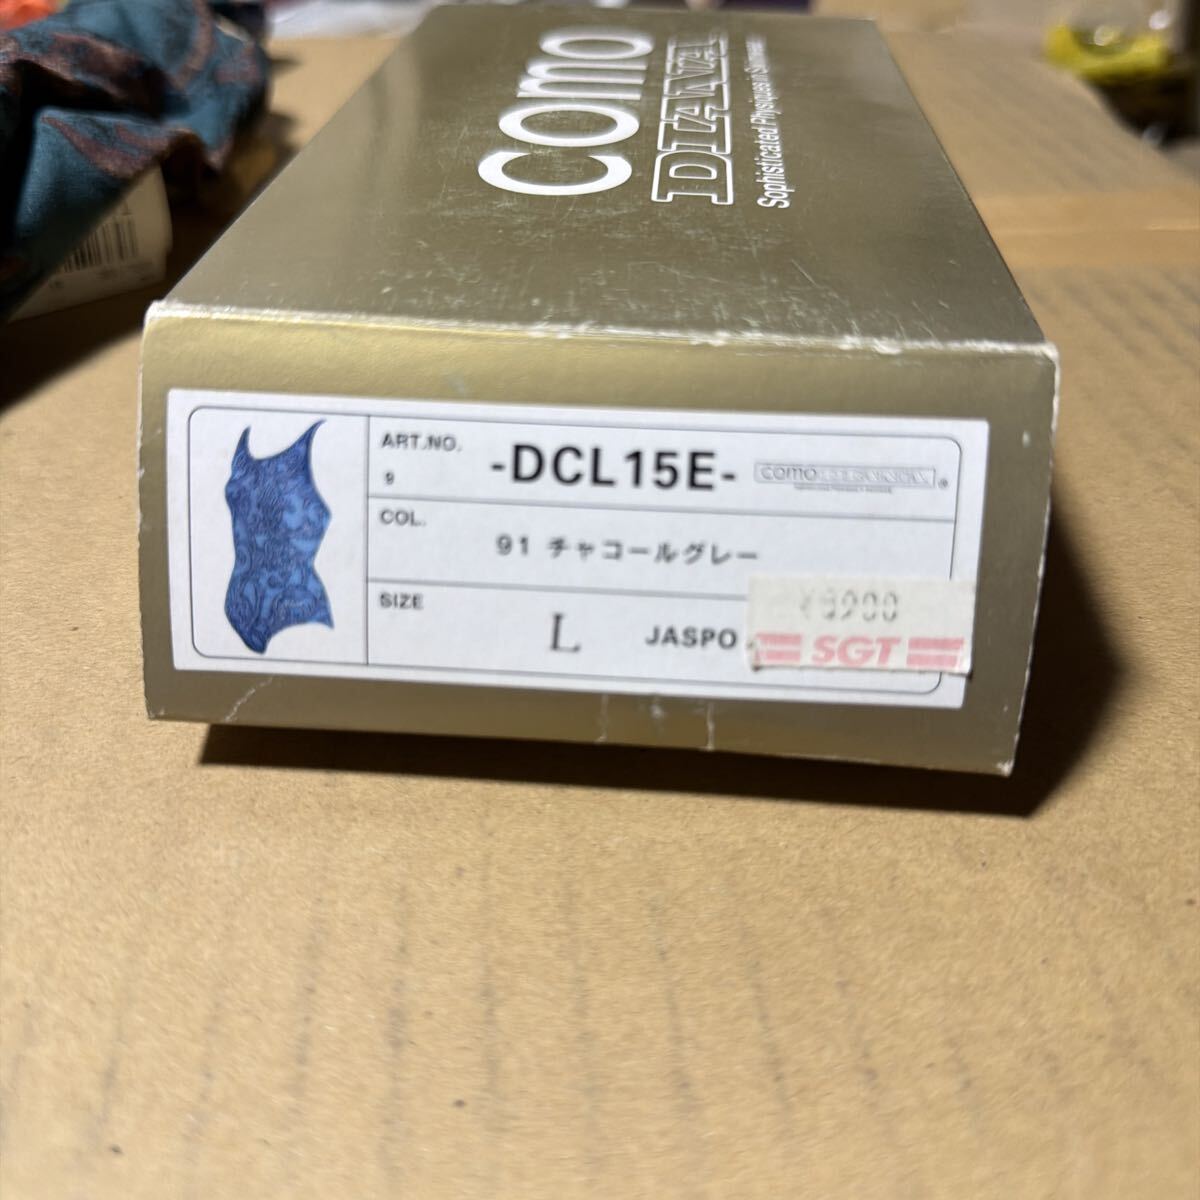 como
DIANA
Sophisticated Physiques in Swimwear
ART.NO.
9
-DCL15E-
como
®
COL.
91 チャコールグレー
SIZE
L
JASPO
SGT